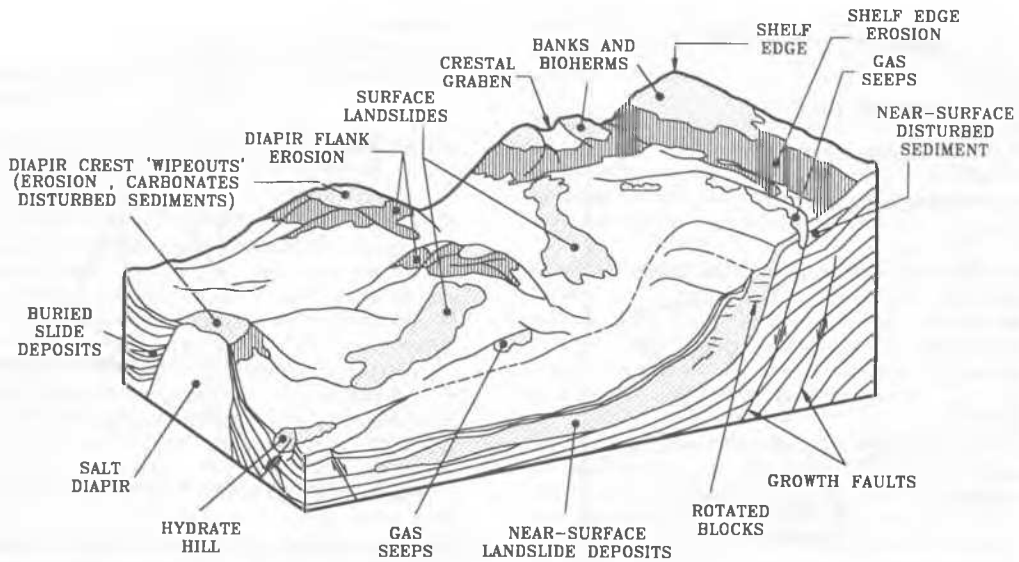 SHELF EDGE
EROSION
SHELF
EDGE
BANKS AND
BIOHERMS
GAS
SEEPS
CRESTAL
GRABEN
SURFACE
LANDSLIDES
NEAR-SURFACE
DISTURBED
SEDIMENT
DIAPIR FLANK
EROSION
DIAPIR CREST 'WIPEOUTS'
(EROSION , CARBONATES
DISTURBED SEDIMENTS)
BURIED
SLIDE
DEPOSITS
SALT
DIAPIR
HYDRATE
HILL
GAS
SEEPS
NEAR-SURFACE
LANDSLIDE DEPOSITS
ROTATED
BLOCKS
GROWTH FAULTS